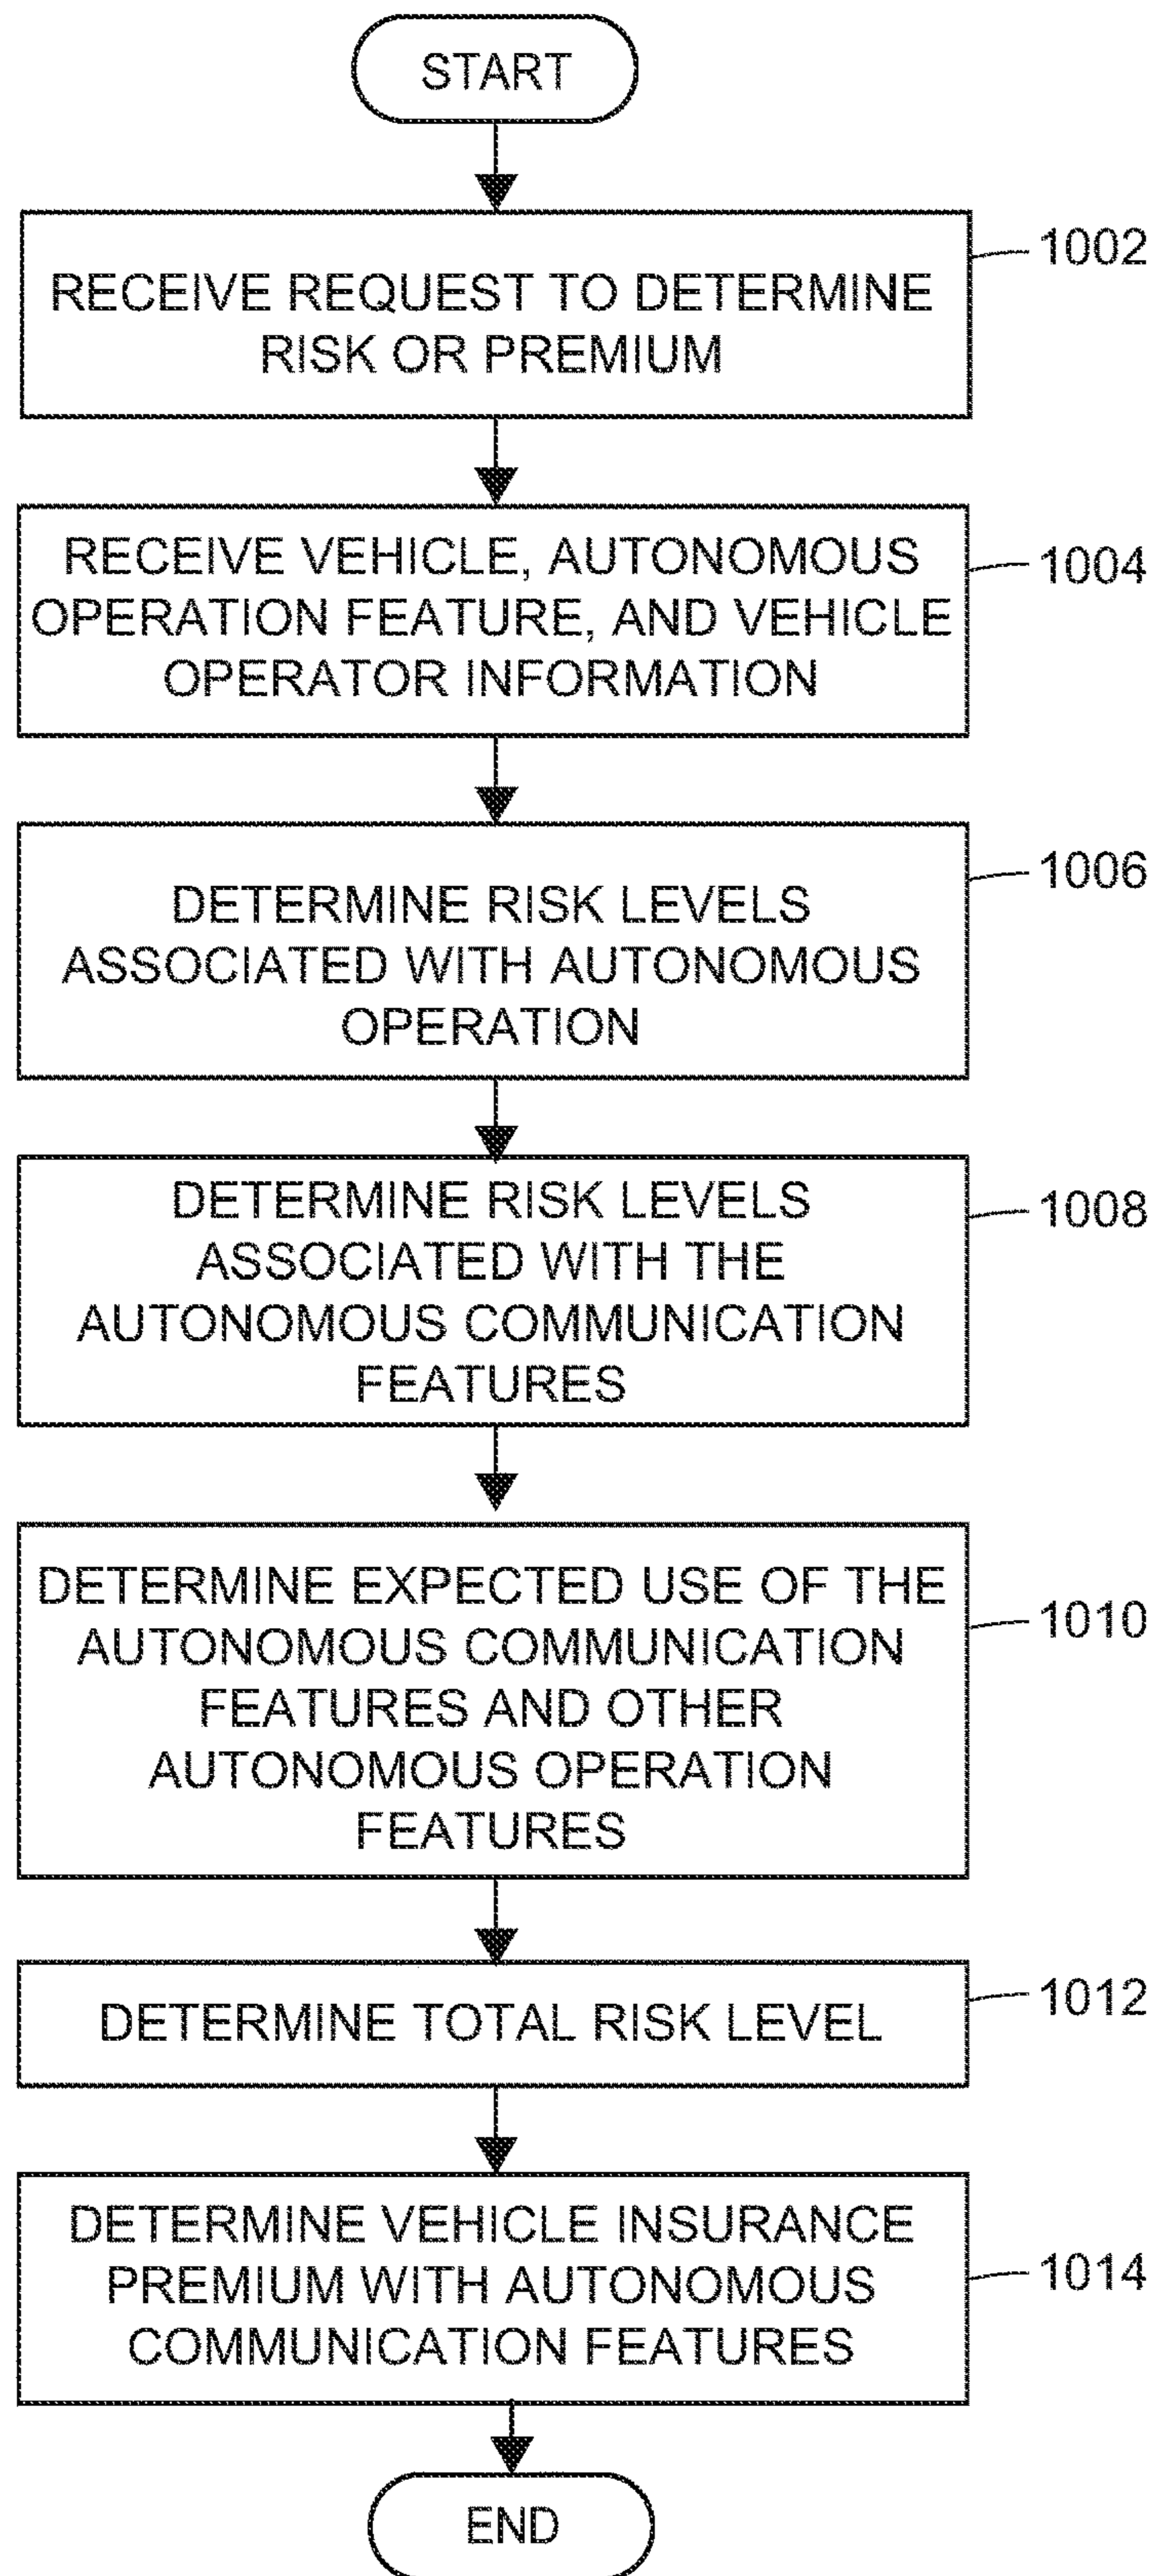 START
RECEIVE REQUEST TO DETERMINE
RISK OR PREMIUM
1002
RECEIVE VEHICLE, AUTONOMOUS
OPERATION FEATURE, AND VEHICLE
OPERATOR INFORMATION
1004
DETERMINE RISK LEVELS
ASSOCIATED WITH AUTONOMOUS
OPERATION
1006
DETERMINE RISK LEVELS
ASSOCIATED WITH THE
AUTONOMOUS COMMUNICATION
FEATURES
1008
DETERMINE EXPECTED USE OF THE
AUTONOMOUS COMMUNICATION
FEATURES AND OTHER
AUTONOMOUS OPERATION
FEATURES
1010
DETERMINE TOTAL RISK LEVEL
1012
DETERMINE VEHICLE INSURANCE
PREMIUM WITH AUTONOMOUS
COMMUNICATION FEATURES
1014
END